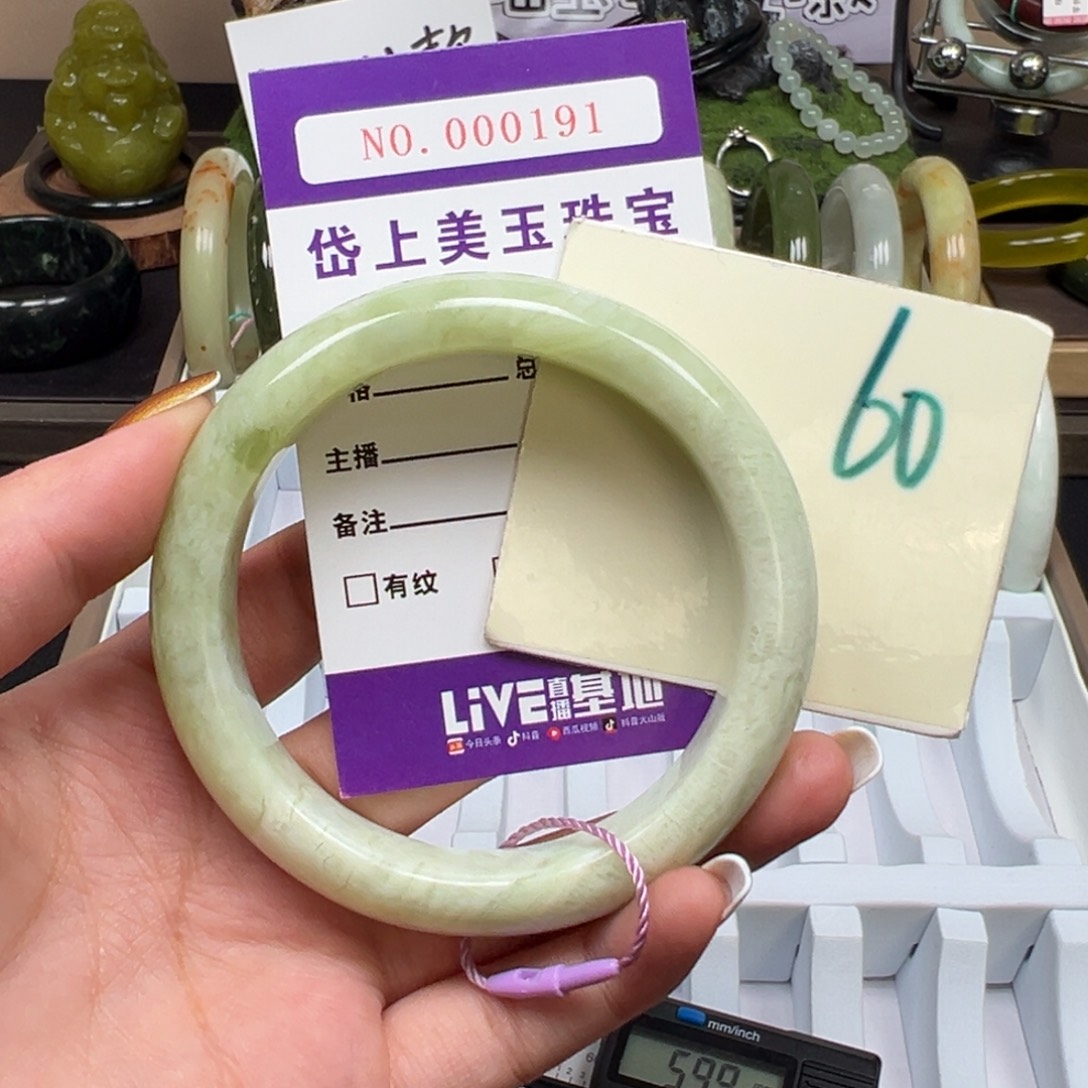 NO.000191
岱上美玉珠宝
60
格 总
主播
备注
有纹
LiVE直播基地
今日头条 抖音 西瓜视频 抖音火山版
mm/inch